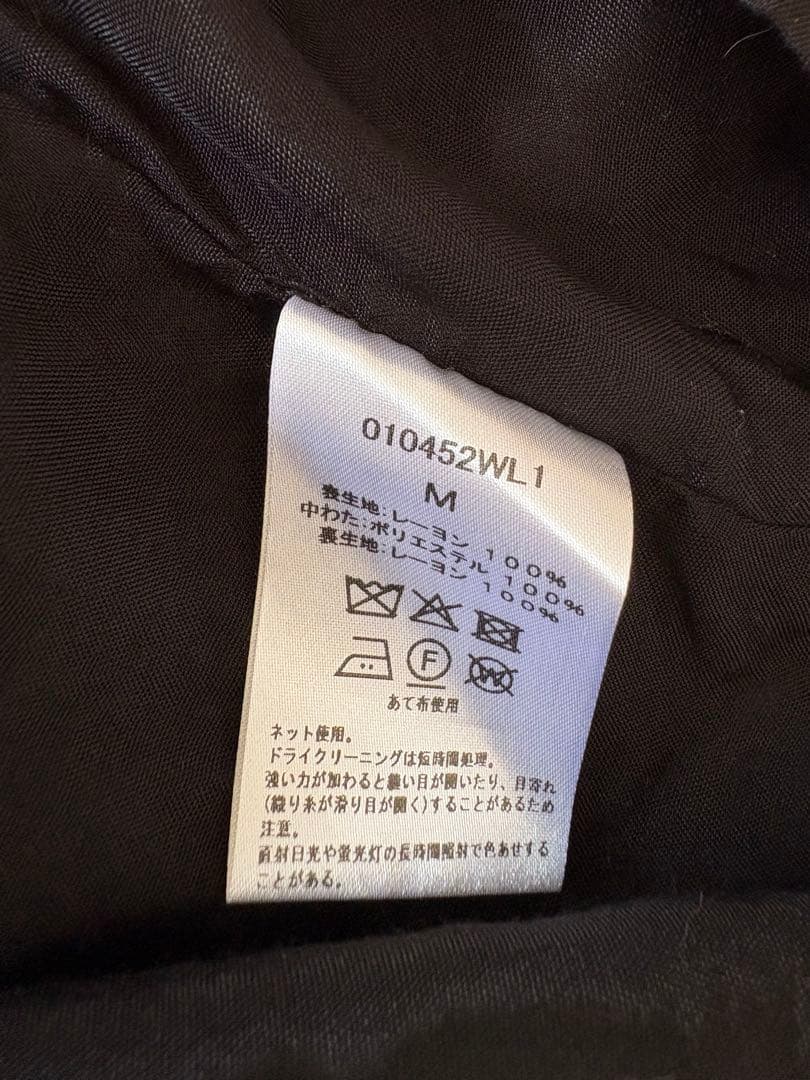 010452WL1
M
表生地:レーヨン 100%
中わた:ポリエステル 100%
裏生地:レーヨン 100%
F
W
あて布使用
ネット使用。
ドライクリーニングは短時間処理。
強い力が加わると縫い目が開いたり、目寄れ
(織り糸が滑り目が開く)することがあるため
注意。
直射日光や蛍光灯の長時間照射で色あせする
ことがある。